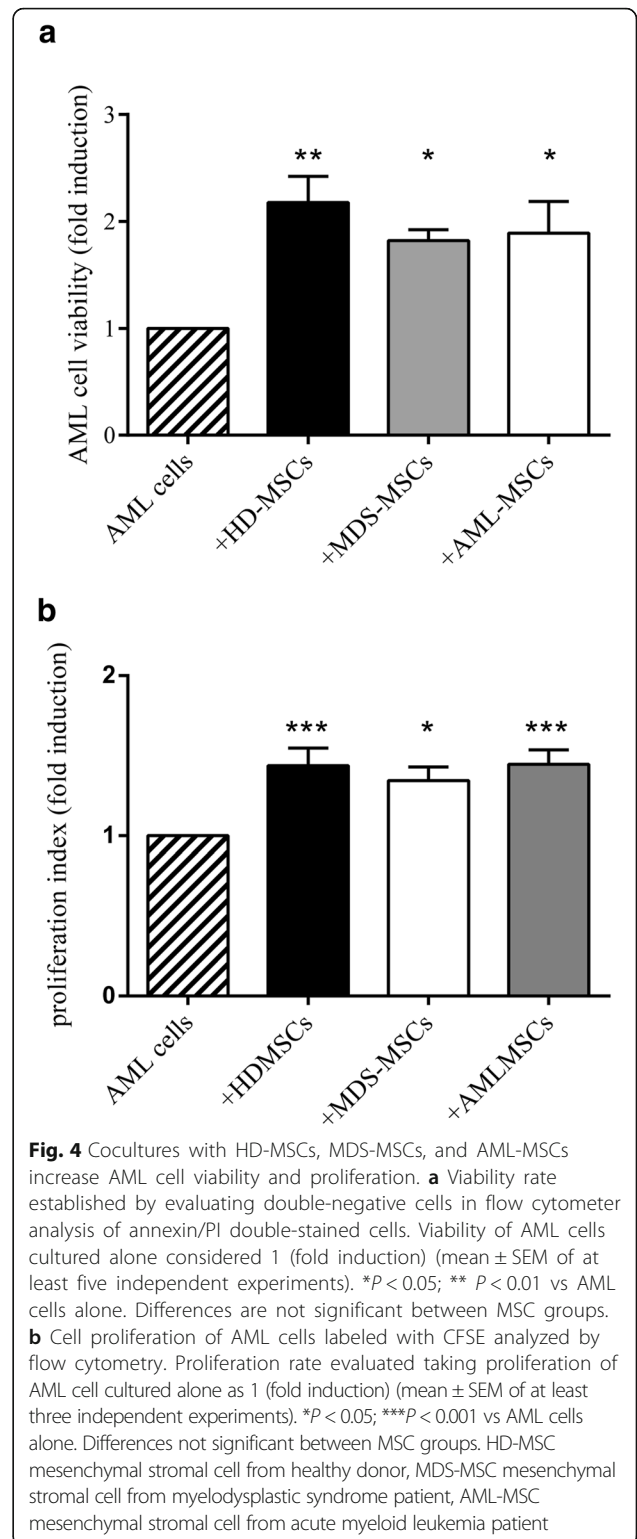 a
3
2
1
0
AML cell viability (fold induction)
**
*
*
AML cells
+HD-MSCs
+MDS-MSCs
+AML-MSCs
b
2
1
0
proliferation index (fold induction)
***
*
***
AML cells
+HDMSCs
+MDS-MSCs
+AMLMSCs
Fig. 4 Cocultures with HD-MSCs, MDS-MSCs, and AML-MSCs
increase AML cell viability and proliferation. a Viability rate
established by evaluating double-negative cells in flow cytometer
analysis of annexin/PI double-stained cells. Viability of AML cells
cultured alone considered 1 (fold induction) (mean ± SEM of at
least five independent experiments). *P < 0.05; ** P < 0.01 vs AML
cells alone. Differences are not significant between MSC groups.
b Cell proliferation of AML cells labeled with CFSE analyzed by
flow cytometry. Proliferation rate evaluated taking proliferation of
AML cell cultured alone as 1 (fold induction) (mean ± SEM of at least
three independent experiments). *P < 0.05; ***P < 0.001 vs AML cells
alone. Differences not significant between MSC groups. HD-MSC
mesenchymal stromal cell from healthy donor, MDS-MSC mesenchymal
stromal cell from myelodysplastic syndrome patient, AML-MSC
mesenchymal stromal cell from acute myeloid leukemia patient